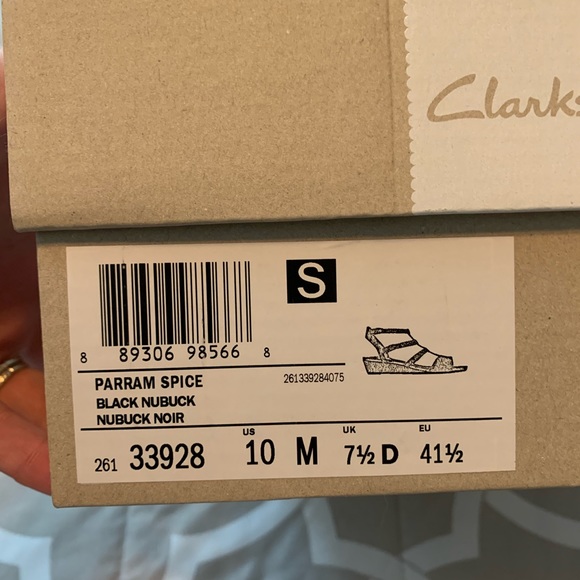 Clarks
S
8 89306 98566 8
PARRAM SPICE
261339284075
BLACK NUBUCK
NUBUCK NOIR
US UK EU
261 33928 10 M 7½ D 41½